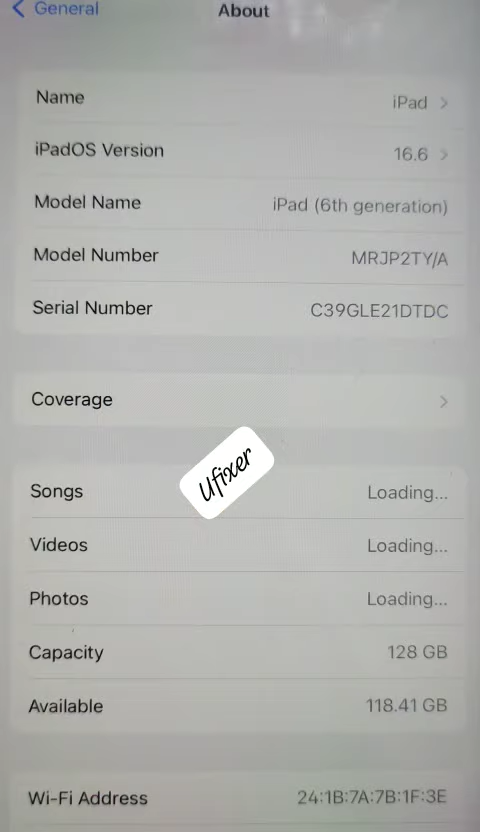 General
About
Name iPad
iPadOS Version 16.6
Model Name iPad (6th generation)
Model Number MRJP2TY/A
Serial Number C39GLE21DTDC
Coverage
Ufixer
Songs Loading...
Videos Loading...
Photos Loading...
Capacity 128 GB
Available 118.41 GB
Wi-Fi Address 24:1B:7A:7B:1F:3E